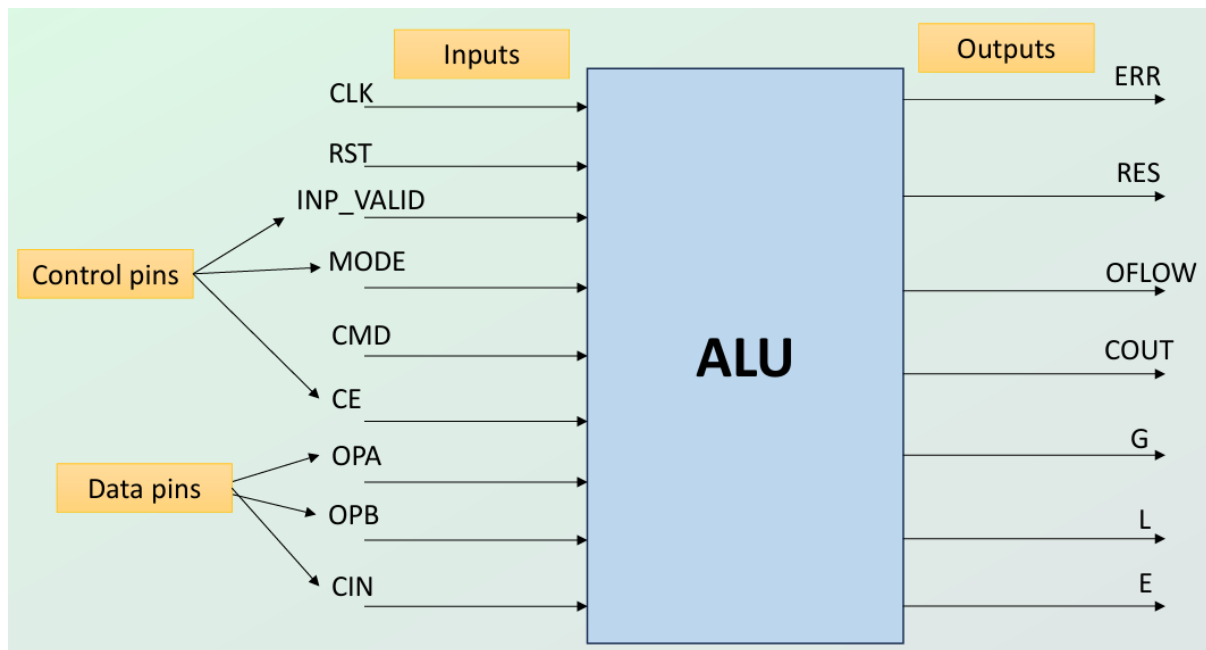 Inputs
Outputs
CLK
RST
INP_VALID
MODE
CMD
CE
OPA
OPB
CIN
Control pins
Data pins
ALU
ERR
RES
OFLOW
COUT
G
L
E